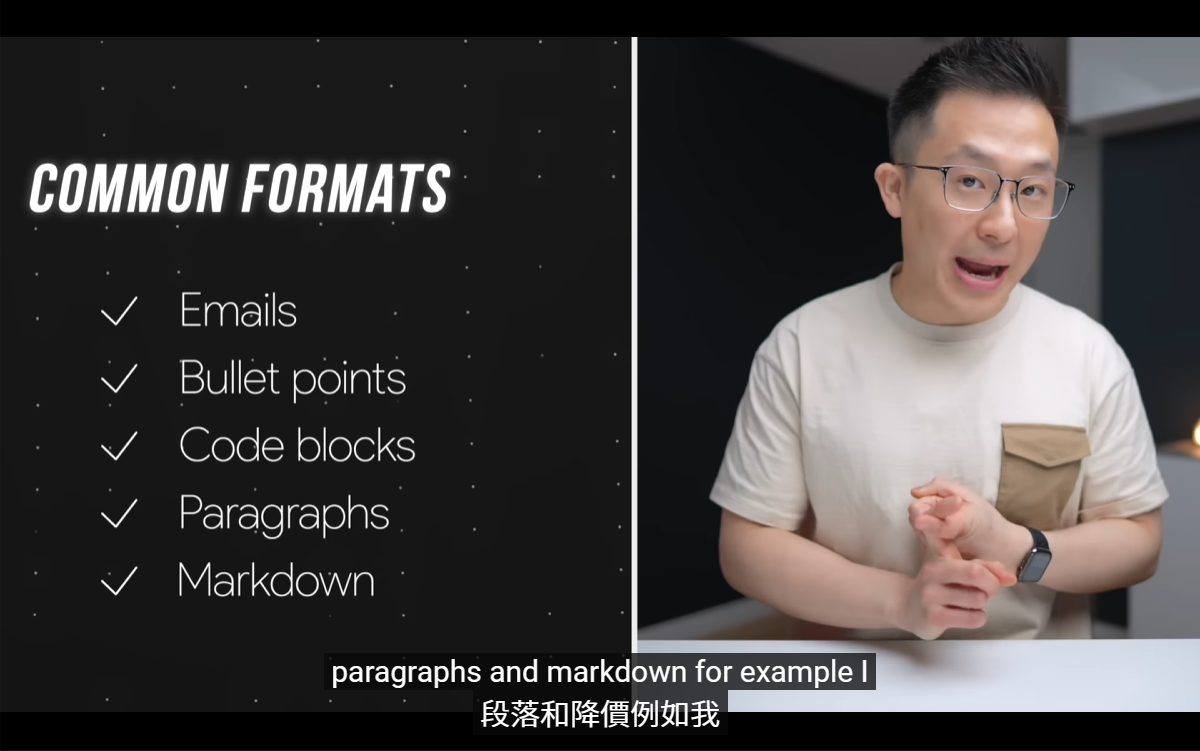 COMMON FORMATS
Emails
Bullet points
Code blocks
Paragraphs
Markdown
paragraphs and markdown for example I
段落和降價例如我